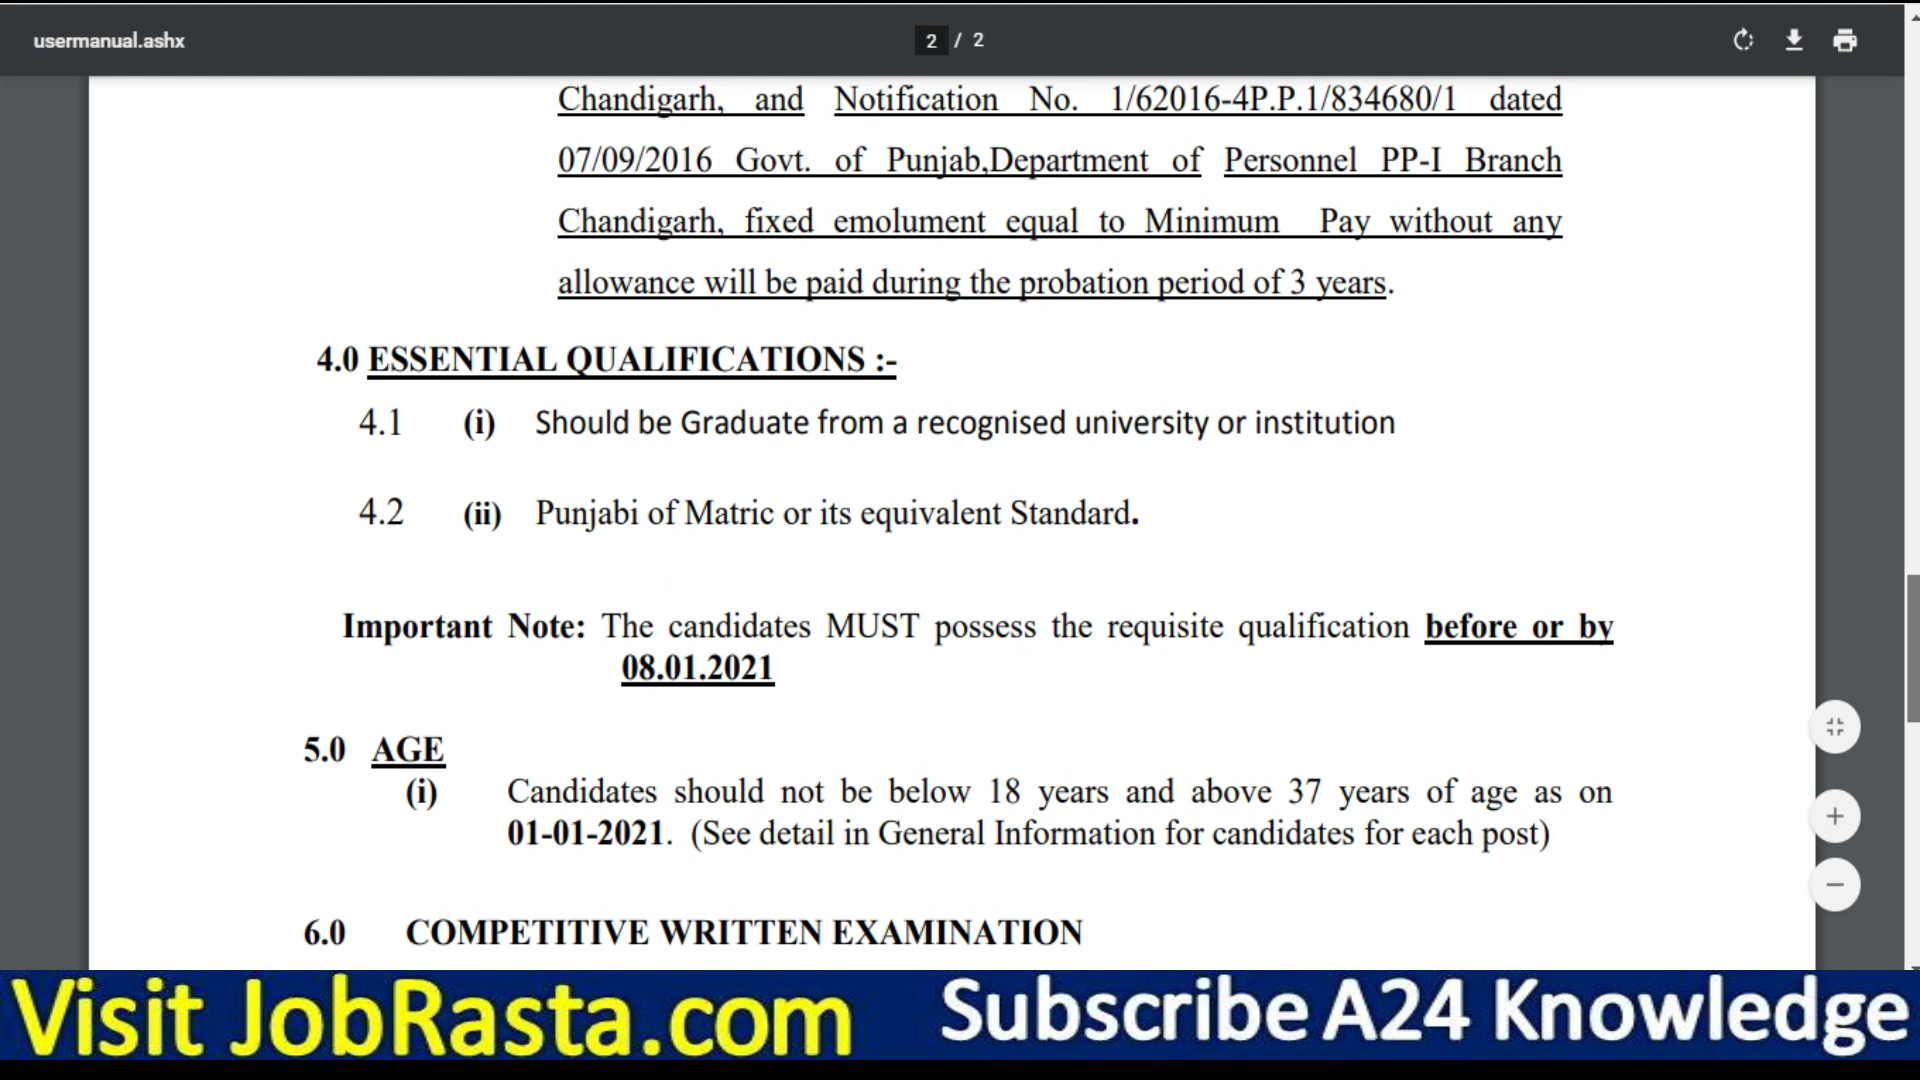 usermanual.ashx
2 / 2
Chandigarh, and Notification No. 1/62016-4P.P.1/834680/1 dated
07/09/2016 Govt. of Punjab,Department of Personnel PP-I Branch
Chandigarh, fixed emolument equal to Minimum Pay without any
allowance will be paid during the probation period of 3 years.
4.0 ESSENTIAL QUALIFICATIONS :-
4.1 (i) Should be Graduate from a recognised university or institution
4.2 (ii) Punjabi of Matric or its equivalent Standard.
Important Note: The candidates MUST possess the requisite qualification before or by
08.01.2021
5.0 AGE
(i) Candidates should not be below 18 years and above 37 years of age as on
01-01-2021. (See detail in General Information for candidates for each post)
6.0 COMPETITIVE WRITTEN EXAMINATION
Visit JobRasta.com Subscribe A24 Knowledge